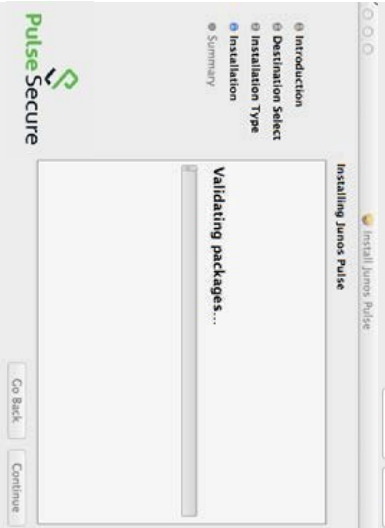 Install Junos Pulse
Installing Junos Pulse
Introduction
Destination Select
Installation Type
Installation
Summary
Validating packages...
Pulse Secure
Go Back
Continue